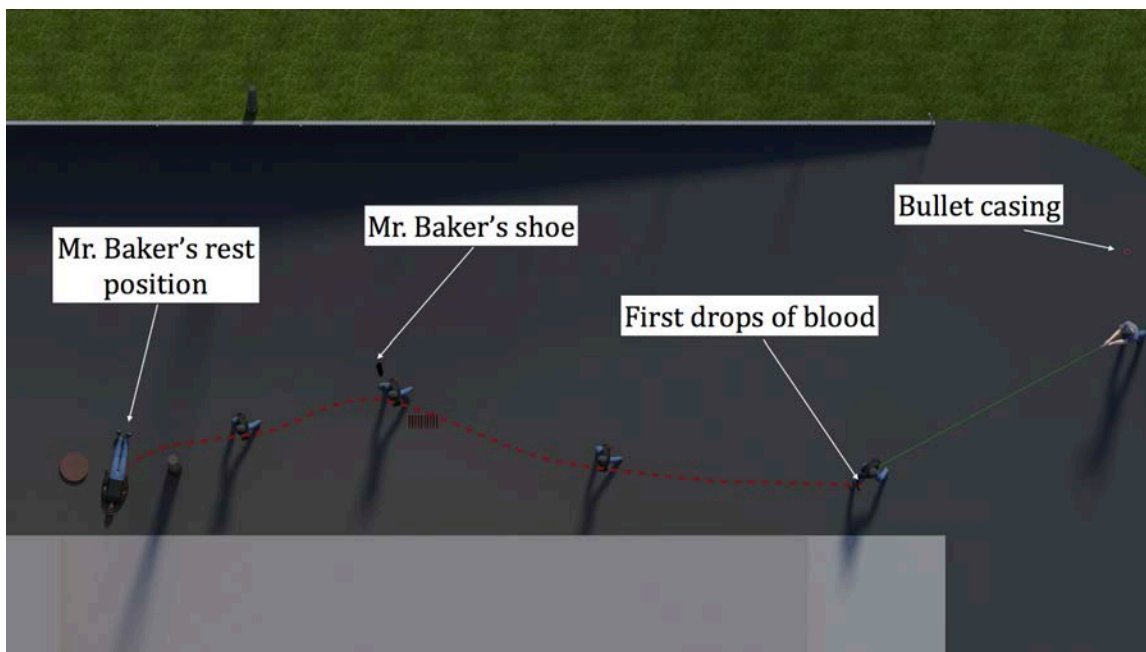 Bullet casing
Mr. Baker’s shoe
Mr. Baker’s rest
position
First drops of blood